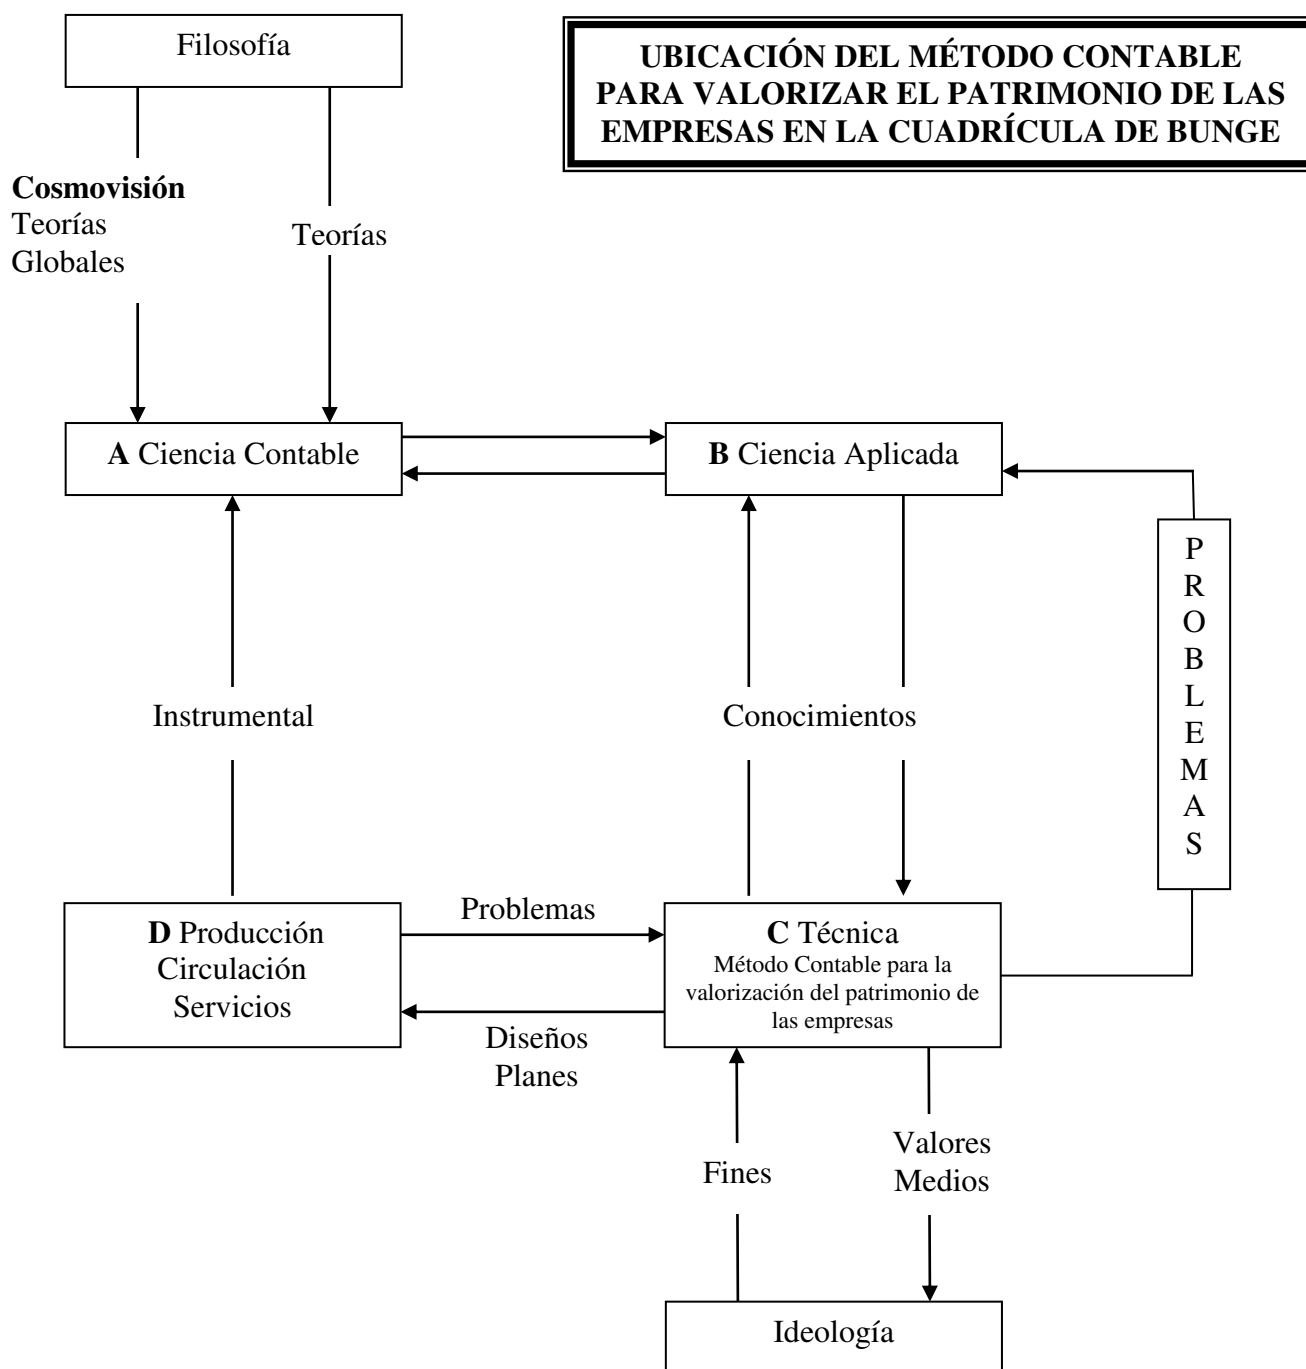 Filosofía
UBICACIÓN DEL MÉTODO CONTABLE
PARA VALORIZAR EL PATRIMONIO DE LAS
EMPRESAS EN LA CUADRÍCULA DE BUNGE
Cosmovisión
Teorías
Globales
Teorías
A Ciencia Contable
B Ciencia Aplicada
P
R
O
B
L
E
M
A
S
Instrumental
Conocimientos
D Producción
Circulación
Servicios
Problemas
Diseños
Planes
C Técnica
Método Contable para la
valorización del patrimonio de
las empresas
Fines
Valores
Medios
Ideología